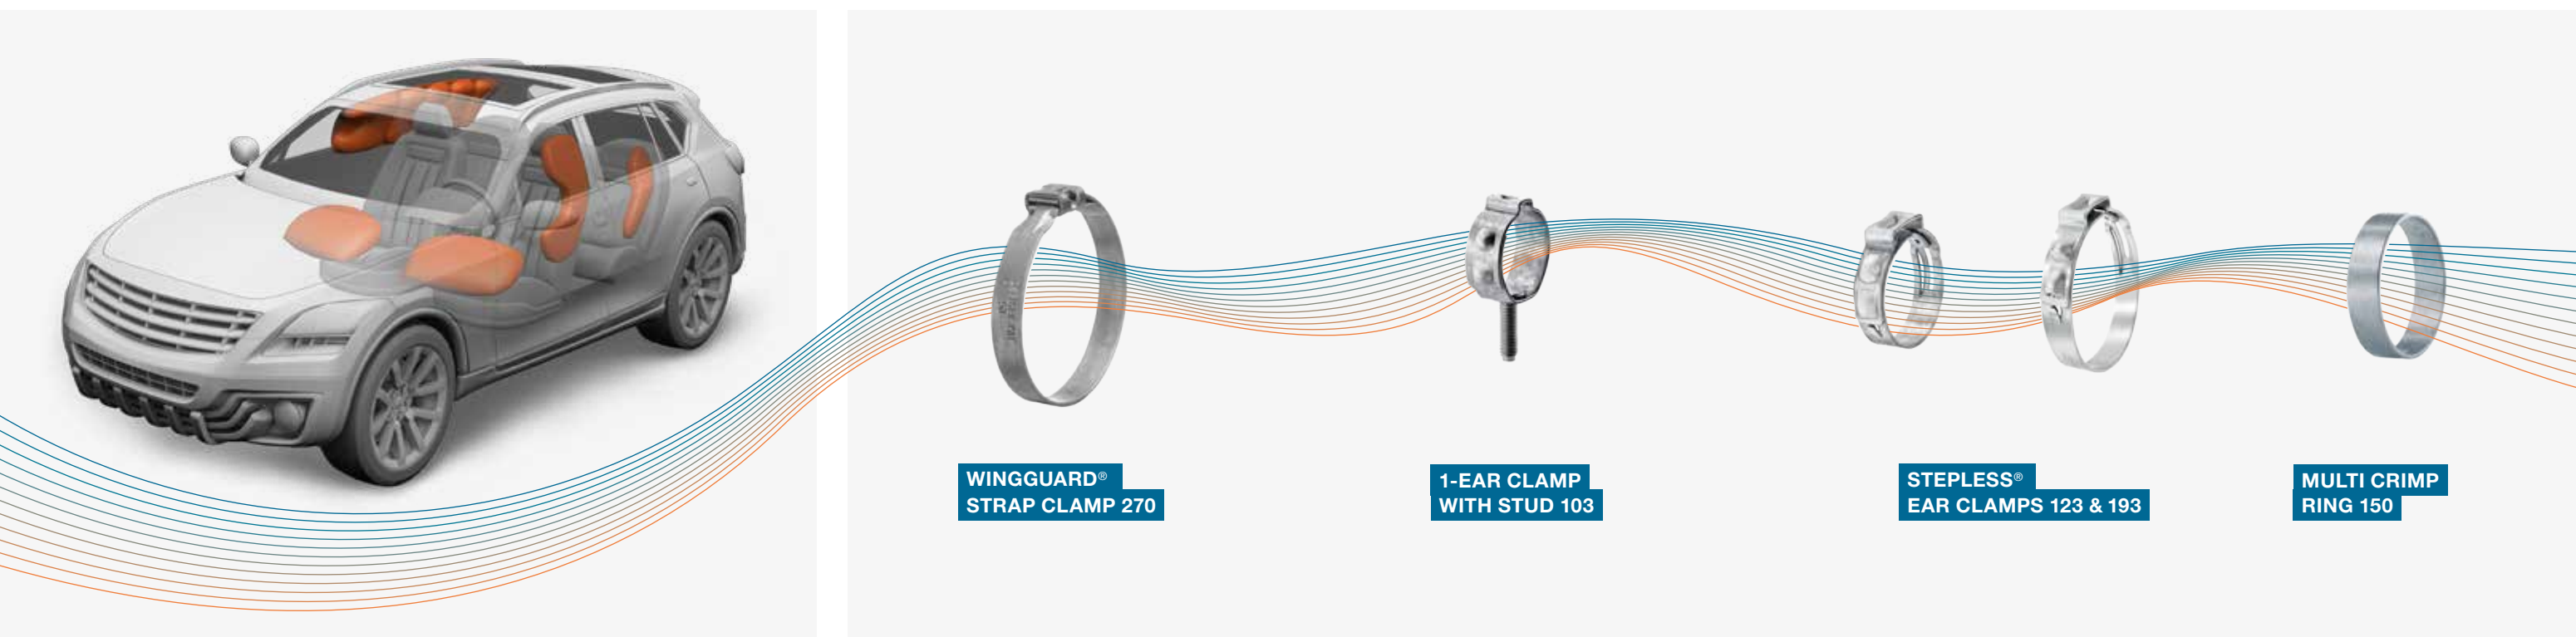 WINGGUARD®
STRAP CLAMP 270
1-EAR CLAMP
WITH STUD 103
STEPLESS®
EAR CLAMPS 123 & 193
MULTI CRIMP
RING 150